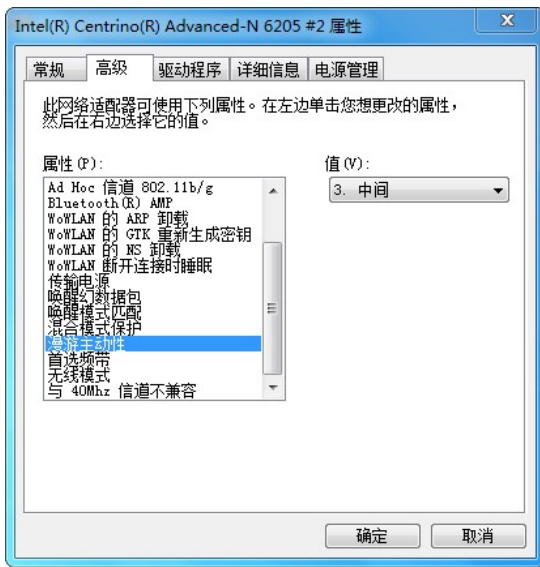 Intel(R) Centrino(R) Advanced-N 6205 #2 属性
常规 高级 驱动程序 详细信息 电源管理
此网络适配器可使用下列属性。在左边单击您想更改的属性，
然后在右边选择它的值。
属性(P):
值(V):
Ad Hoc 信道 802.11b/g
Bluetooth(R) AMP
WoWLAN 的 ARP 卸载
WoWLAN 的 GTK 重新生成密钥
WoWLAN 的 NS 卸载
WoWLAN 断开连接时睡眠
传输电源
唤醒幻数据包
唤醒模式匹配
混合模式保护
漫游主动性
首选频带
无线模式
与 40Mhz 信道不兼容
3. 中间
确定 取消